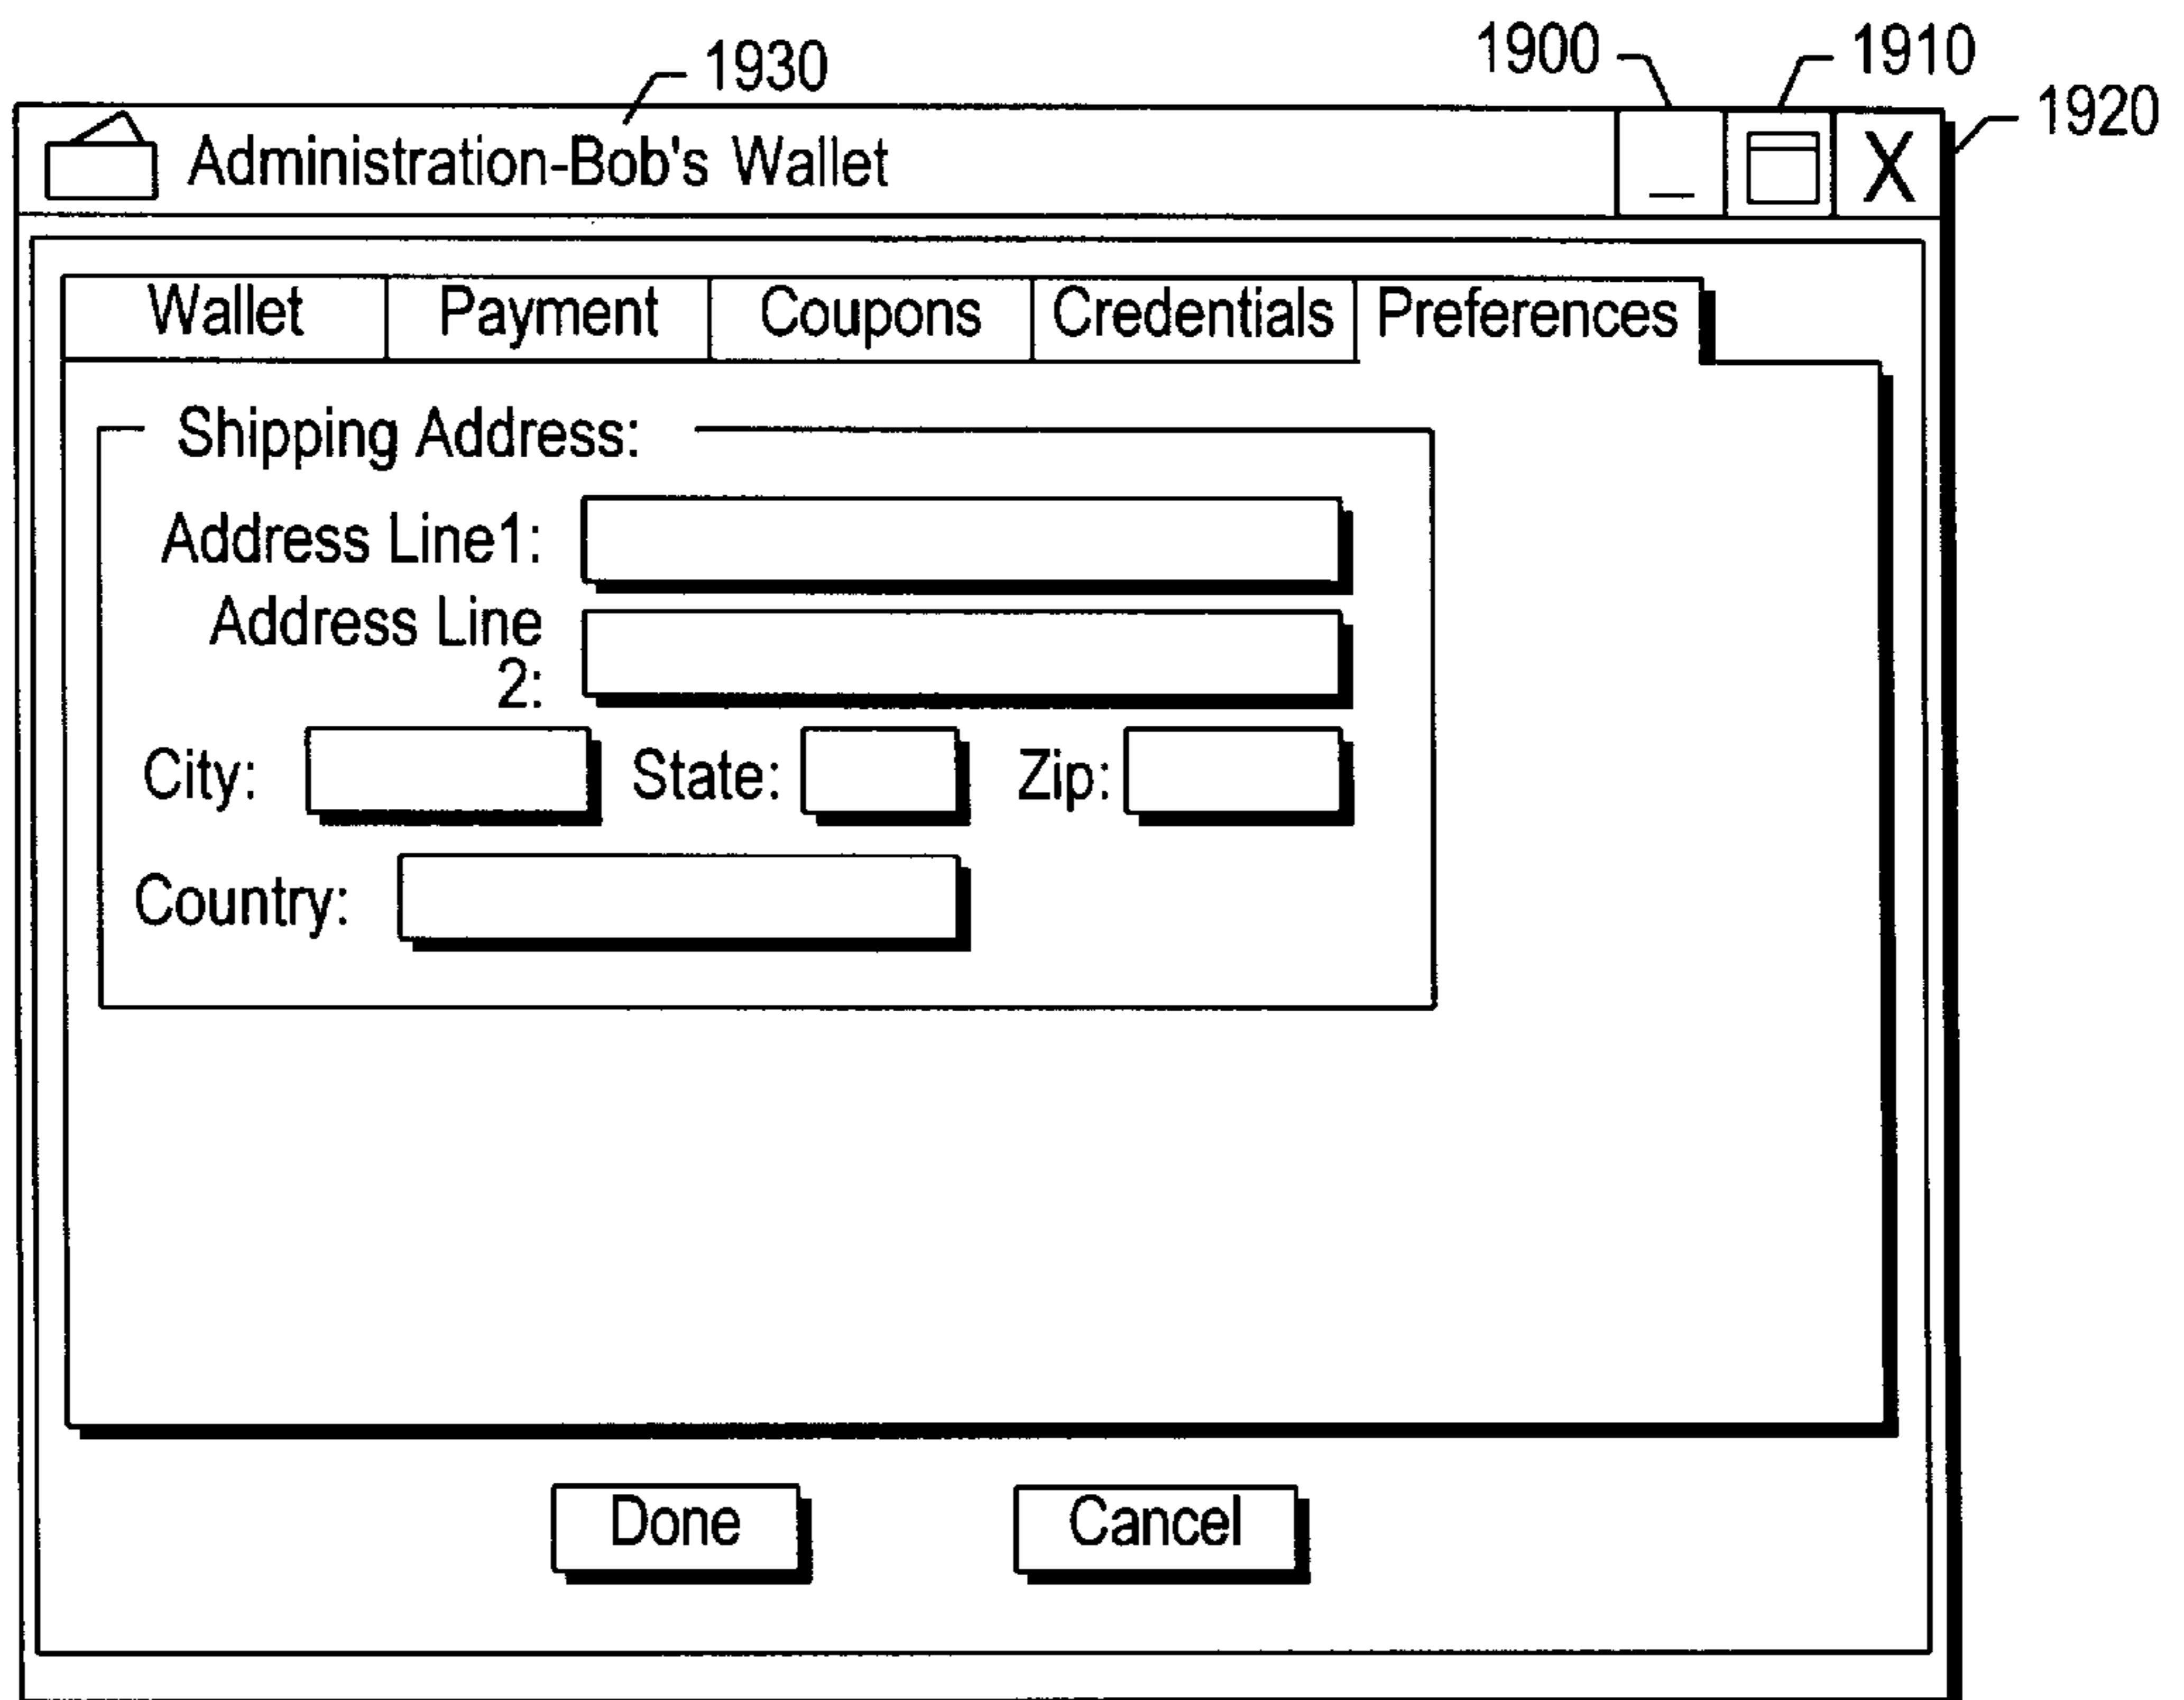 1930
1900
1910
1920
Administration-Bob's Wallet
X
Wallet Payment Coupons Credentials Preferences
Shipping Address:
Address Line1:
Address Line
2:
City: State: Zip:
Country:
Done Cancel